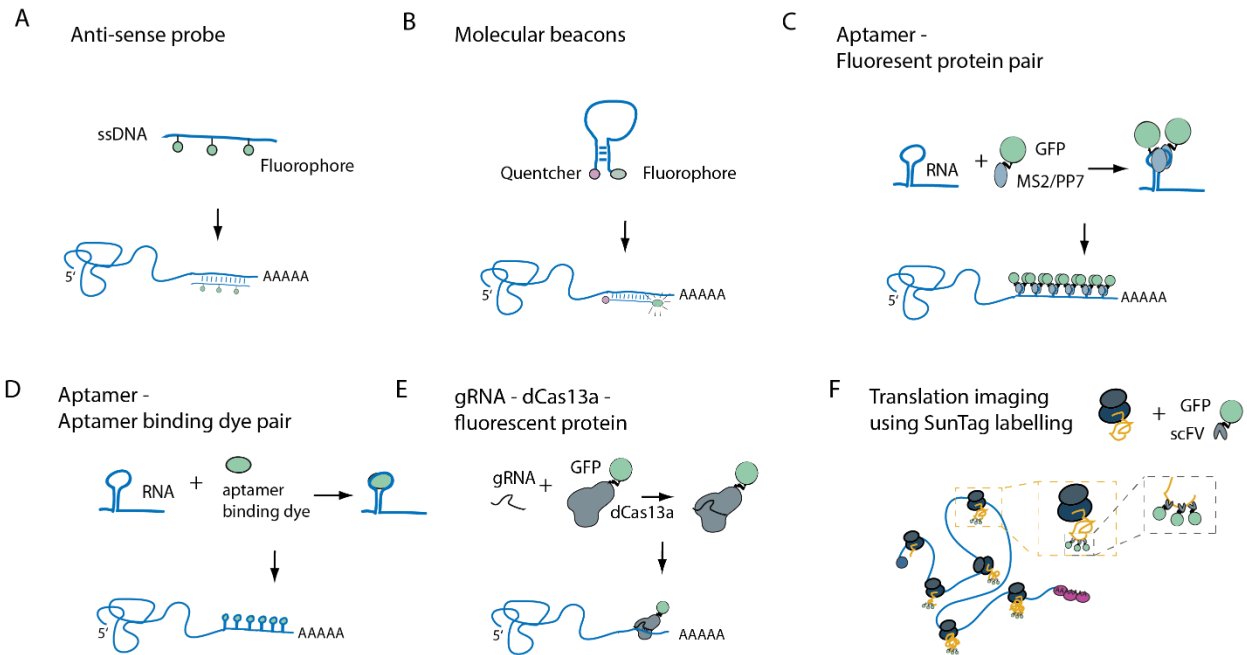 A
Anti-sense probe
ssDNA
Fluorophore
5'
AAAAA
B
Molecular beacons
Quentcher
Fluorophore
5'
AAAAA
C
Aptamer -
Fluoresent protein pair
RNA
+
GFP
MS2/PP7
5'
AAAAA
D
Aptamer -
Aptamer binding dye pair
RNA
+
aptamer
binding dye
5'
AAAAA
E
gRNA - dCas13a -
fluorescent protein
gRNA
+
GFP
dCas13a
5'
AAAAA
F
Translation imaging
using SunTag labelling
+
GFP
scFV